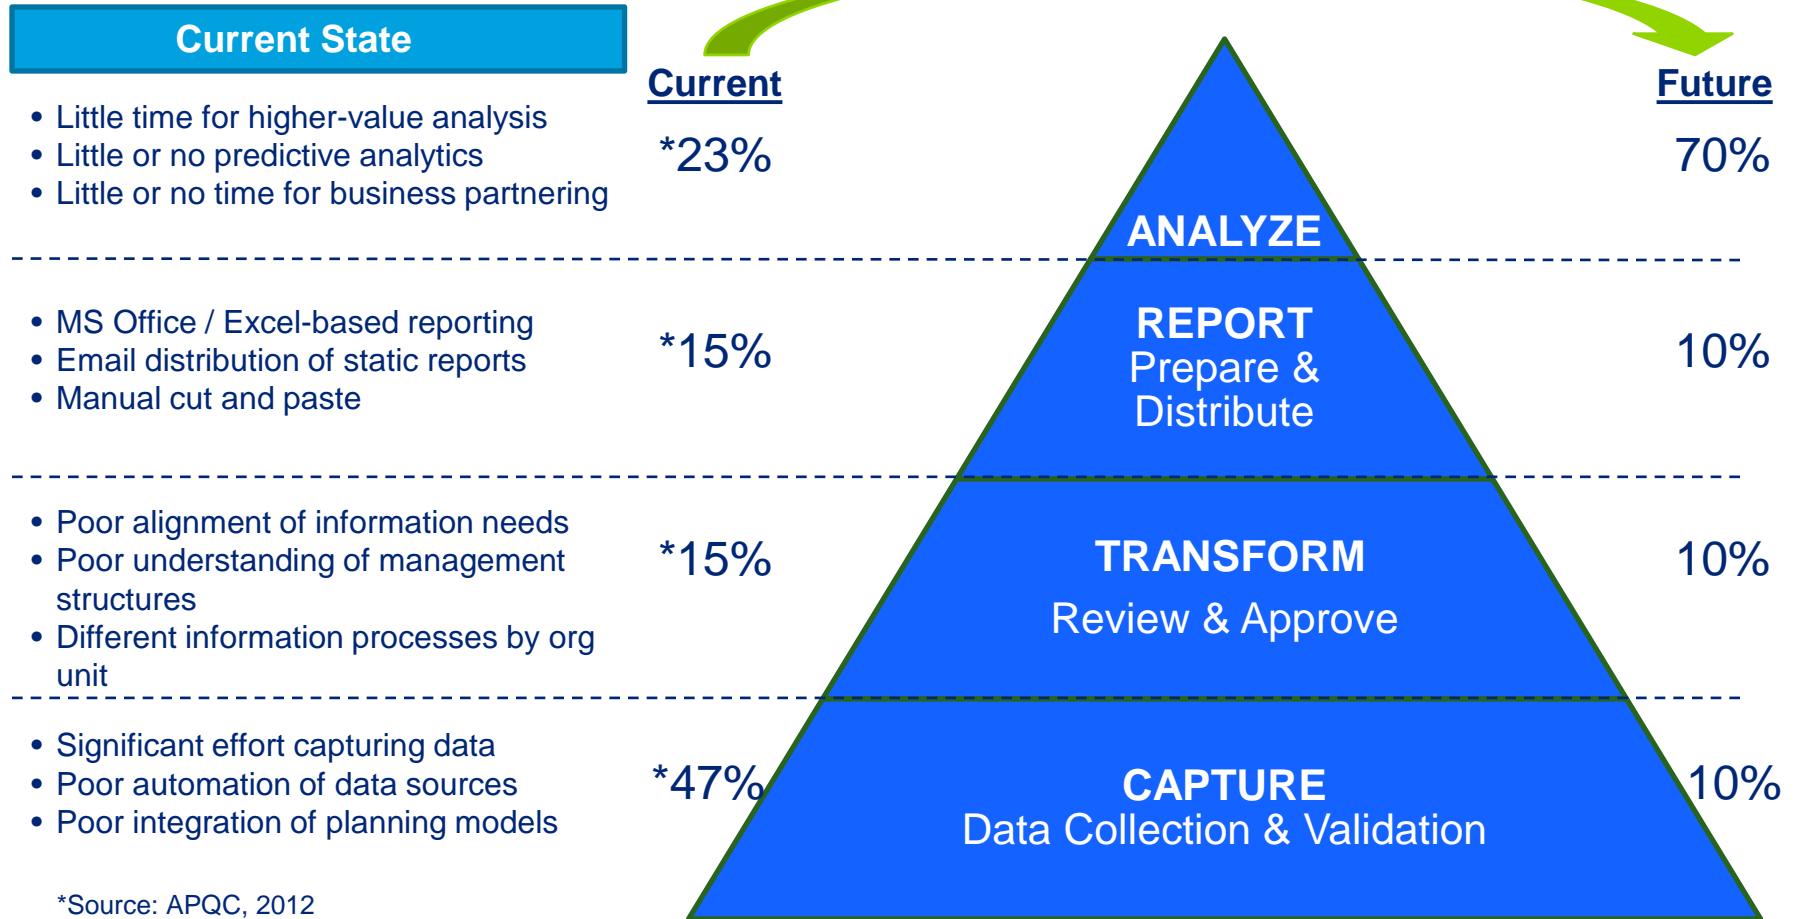 Current State
Current
Future
• Little time for higher-value analysis
• Little or no predictive analytics
• Little or no time for business partnering
*23%
ANALYZE
70%
• MS Office / Excel-based reporting
• Email distribution of static reports
• Manual cut and paste
*15%
REPORT
Prepare &
Distribute
10%
• Poor alignment of information needs
• Poor understanding of management
structures
• Different information processes by org
unit
*15%
TRANSFORM
Review & Approve
10%
• Significant effort capturing data
• Poor automation of data sources
• Poor integration of planning models
*47%
CAPTURE
Data Collection & Validation
10%
*Source: APQC, 2012